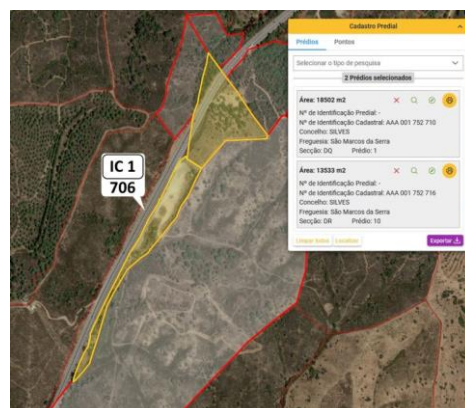 Cadastro Predial
Prédios Pontos
Selecionar o tipo de pesquisa
2 Prédios selecionados
Área: 18502 m2
Nº de Identificação Predial: -
Nº de Identificação Cadastral: AAA 001 752 710
Concelho: SILVES
Freguesia: São Marcos da Serra
Secção: DQ Prédio: 1
Área: 13533 m2
Nº de Identificação Predial: -
Nº de Identificação Cadastral: AAA 001 752 716
Concelho: SILVES
Freguesia: São Marcos da Serra
Secção: DR Prédio: 10
Limpar todos Localizar Exportar
IC 1
706